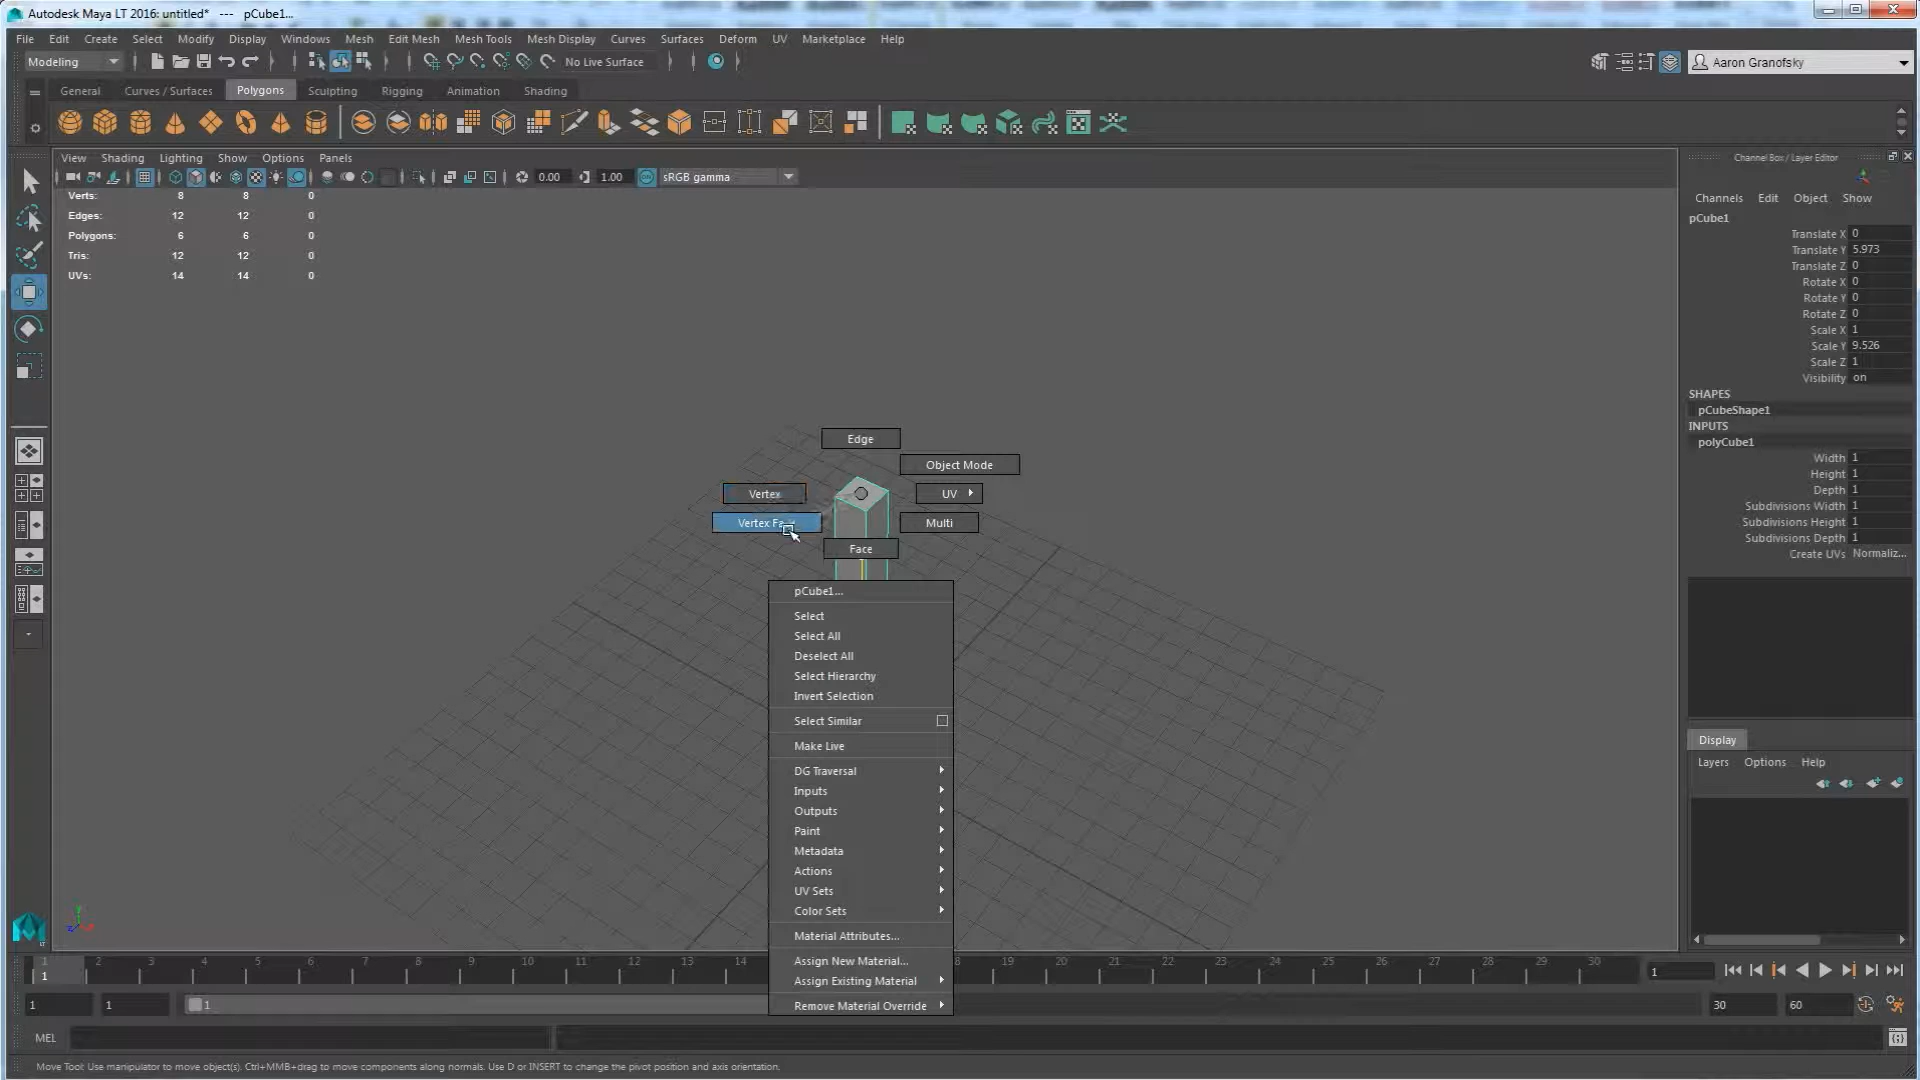 Autodesk Maya LT 2016: untitled*   ---   pCube1...
File Edit Create Select Modify Display Windows Mesh Edit Mesh Mesh Tools Mesh Display Curves Surfaces Deform UV Marketplace Help
Modeling No Live Surface Aaron Granofsky
General Curves / Surfaces Polygons Sculpting Rigging Animation Shading
View Shading Lighting Show Options Panels
0.00 1.00 sRGB gamma
Verts: 8 8 0
Edges: 12 12 0
Polygons: 6 6 0
Tris: 12 12 0
UVs: 14 14 0
Edge
Object Mode
Vertex
UV
Multi
Face
pCube1...
Select
Select All
Deselect All
Select Hierarchy
Invert Selection
Select Similar
Make Live
DG Traversal
Inputs
Outputs
Paint
Metadata
Actions
UV Sets
Color Sets
Material Attributes...
Assign New Material...
Assign Existing Material
Remove Material Override
Channel Box / Layer Editor
Channels Edit Object Show
pCube1
Translate X 0
Translate Y 5.973
Translate Z 0
Rotate X 0
Rotate Y 0
Rotate Z 0
Scale X 1
Scale Y 9.526
Scale Z 1
Visibility on
SHAPES
pCubeShape1
INPUTS
polyCube1
Width 1
Height 1
Depth 1
Subdivisions Width 1
Subdivisions Height 1
Subdivisions Depth 1
Create UVs Normaliz...
Display
Layers Options Help
1 2 3 4 5 6 7 8 9 10 11 12 13 14 18 19 20 21 22 23 24 25 26 27 28 29 30
1 1
1 1 1 30 60
MEL
Move Tool: Use manipulator to move object(s). Ctrl+MMB+drag to move components along normals. Use D or INSERT to change the pivot position and axis orientation.